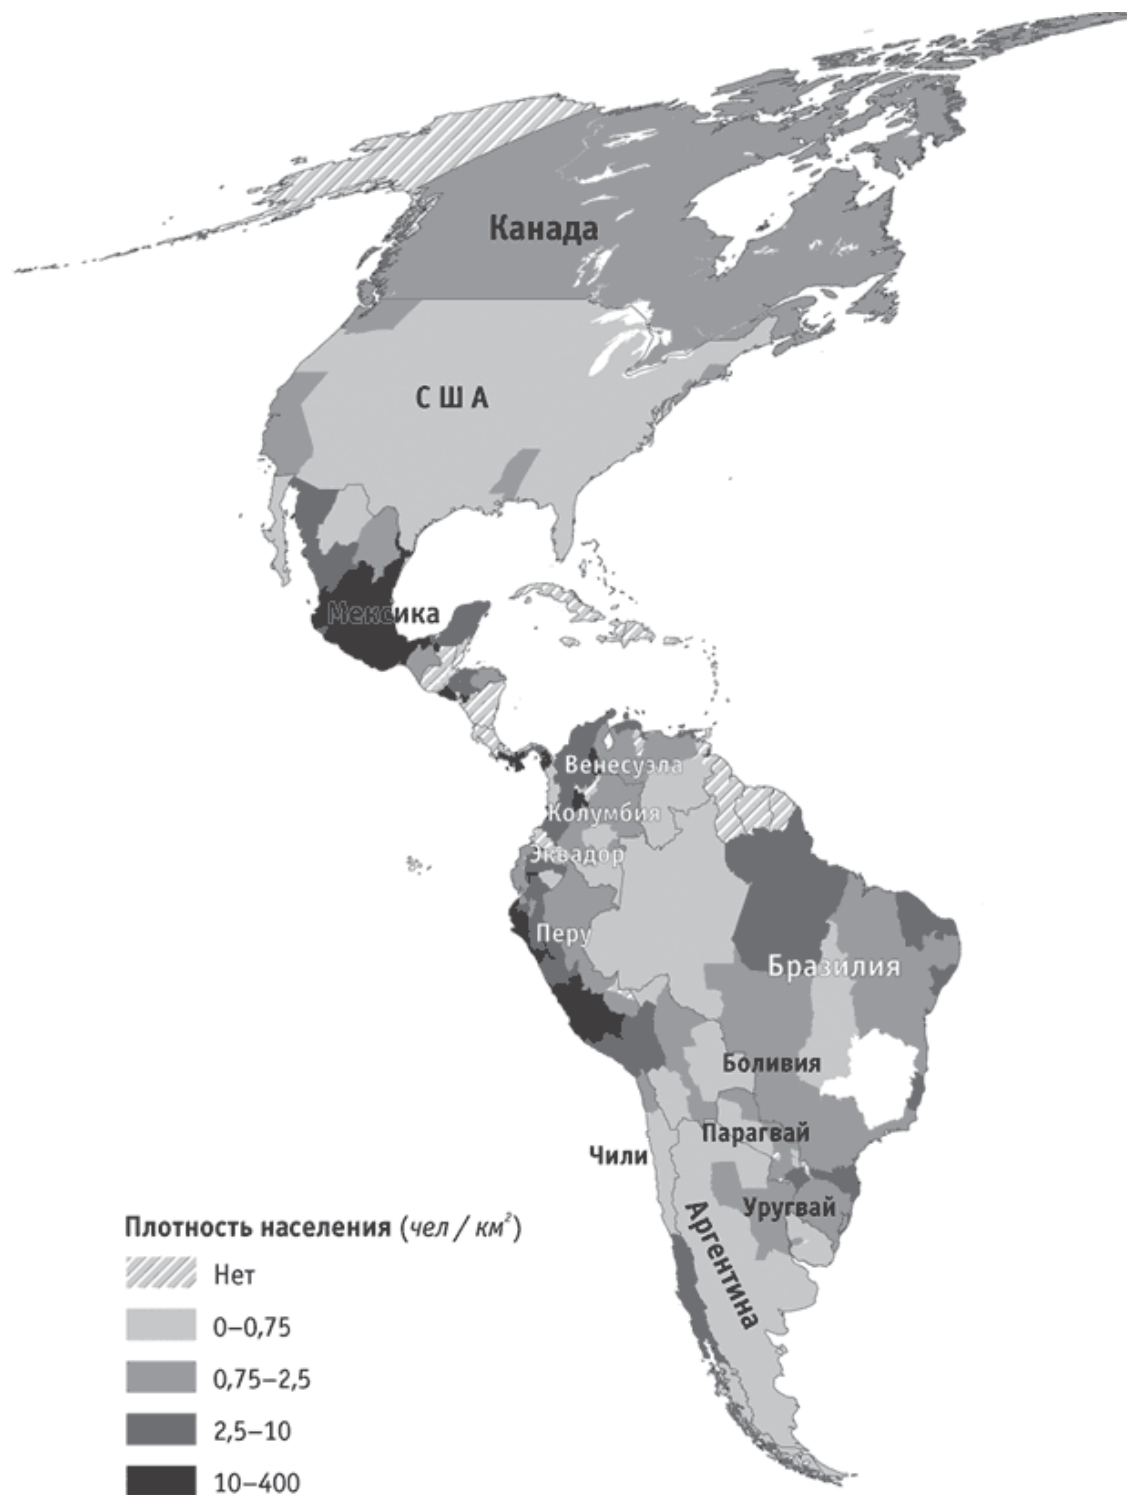 Канада
США
Мексика
Венесуэла
Колумбия
Эквадор
Перу
Бразилия
Боливия
Парагвай
Чили
Уругвай
Аргентина
Плотность населения (чел / км²)
Нет
0–0,75
0,75–2,5
2,5–10
10–400